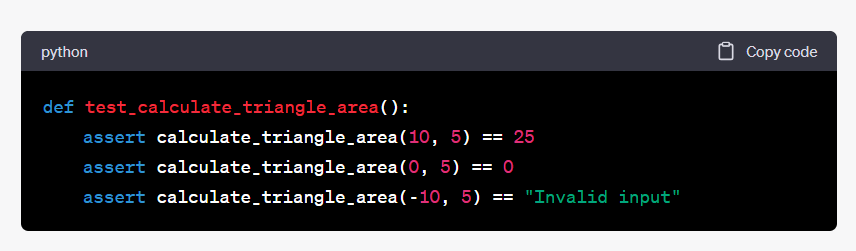 python Copy code
def test_calculate_triangle_area():
    assert calculate_triangle_area(10, 5) == 25
    assert calculate_triangle_area(0, 5) == 0
    assert calculate_triangle_area(-10, 5) == "Invalid input"